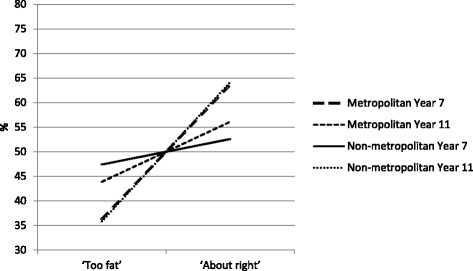 80
75
70
65
60
55
50
45
40
35
30
%
'Too fat'
'About right'
Metropolitan Year 7
Metropolitan Year 11
Non-metropolitan Year 7
Non-metropolitan Year 11